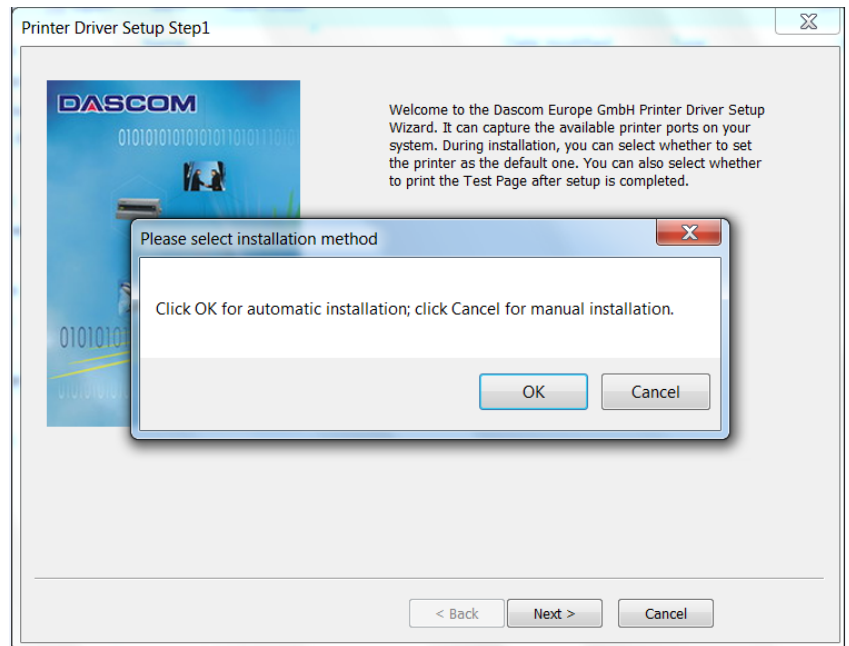 Printer Driver Setup Step1
DASCOM
Welcome to the Dascom Europe GmbH Printer Driver Setup
Wizard. It can capture the available printer ports on your
system. During installation, you can select whether to set
the printer as the default one. You can also select whether
to print the Test Page after setup is completed.
Please select installation method
Click OK for automatic installation; click Cancel for manual installation.
OK
Cancel
< Back
Next >
Cancel